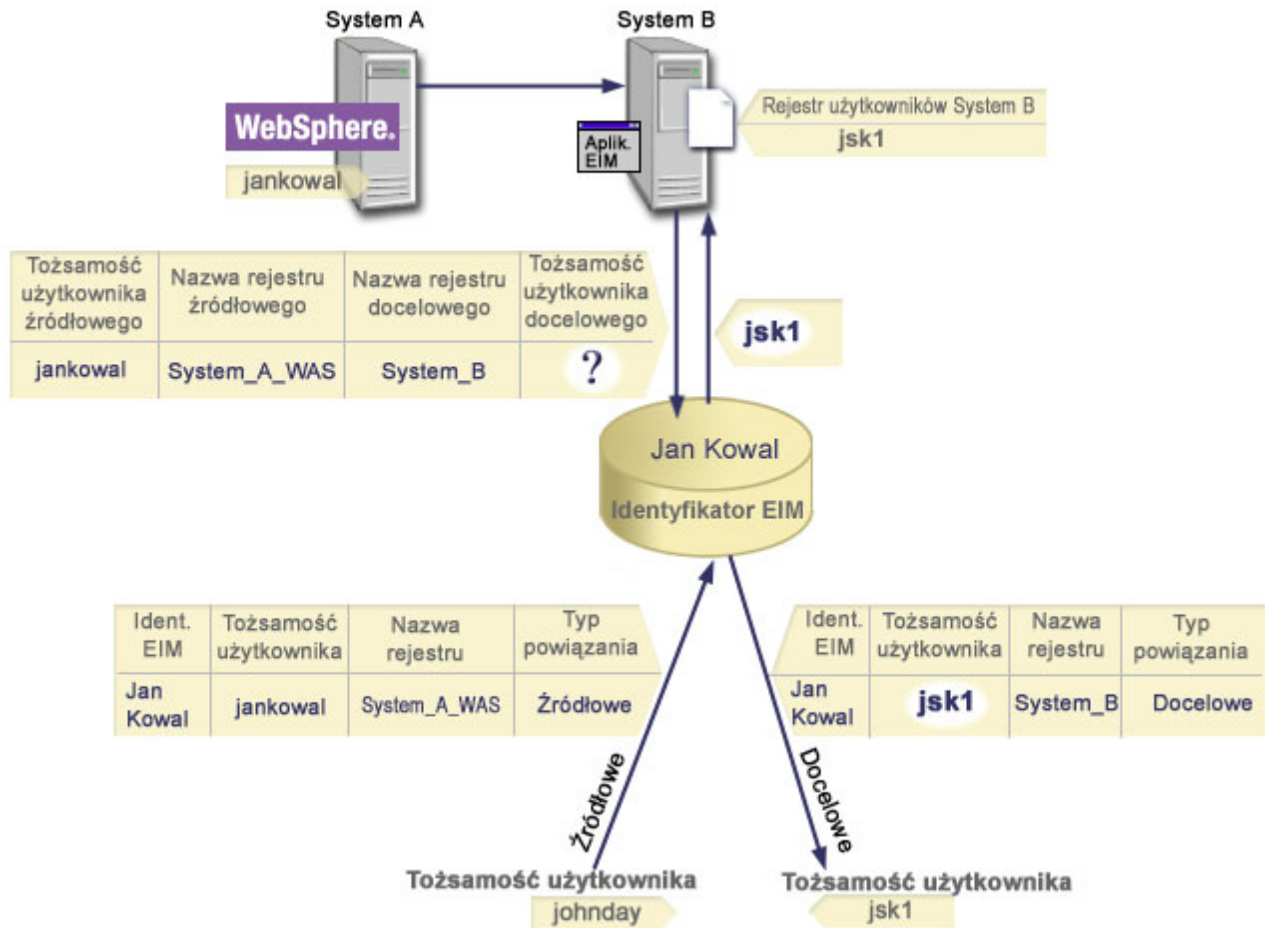 System A
System B
WebSphere.
jankowal
Aplik.
EIM
Rejestr użytkowników System B
jsk1
Tożsamość
użytkownika
źródłowego
Nazwa rejestru
źródłowego
Nazwa rejestru
docelowego
Tożsamość
użytkownika
docelowego
jankowal
System_A_WAS
System_B
?
jsk1
Jan Kowal
Identyfikator EIM
Ident.
EIM
Tożsamość
użytkownika
Nazwa
rejestru
Typ
powiązania
Jan
Kowal
jankowal
System_A_WAS
Źródłowe
Ident.
EIM
Tożsamość
użytkownika
Nazwa
rejestru
Typ
powiązania
Jan
Kowal
jsk1
System_B
Docelowe
Źródłowe
Docelowe
Tożsamość użytkownika
johnday
Tożsamość użytkownika
jsk1